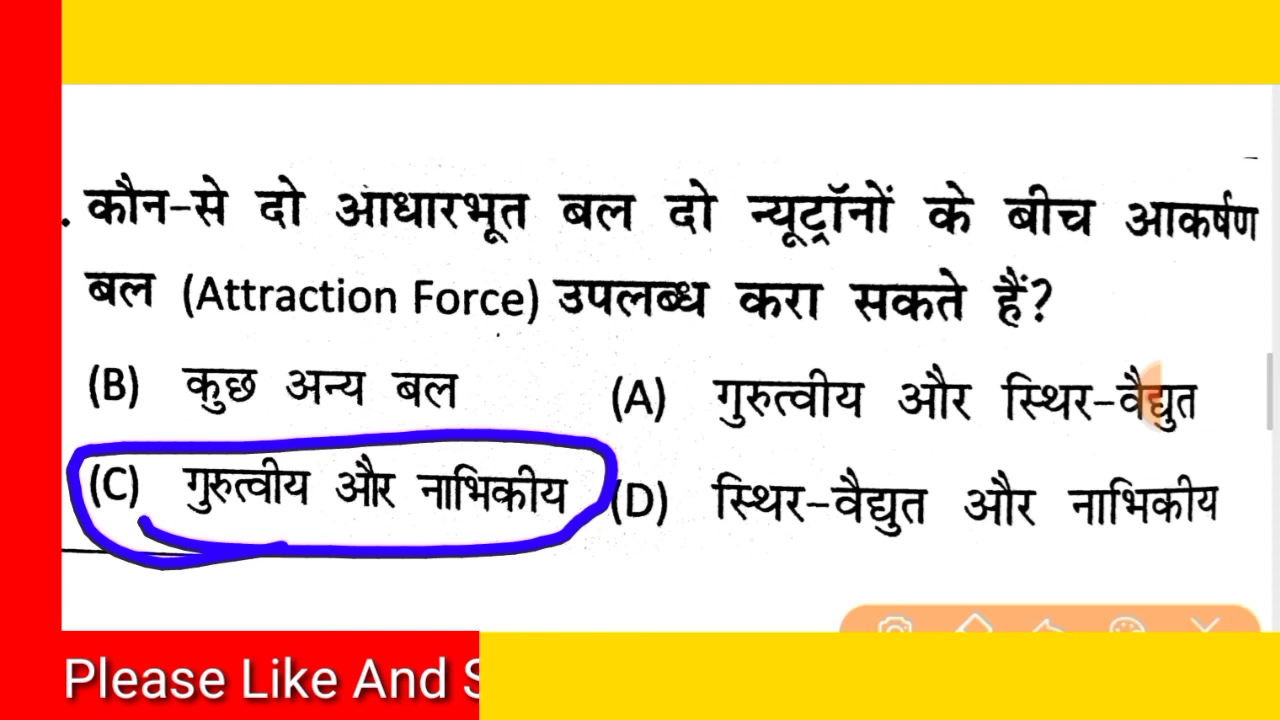 . कौन-से दो आधारभूत बल दो न्यूट्रॉनों के बीच आकर्षण
बल (Attraction Force) उपलब्ध करा सकते हैं?
(B) कुछ अन्य बल (A) गुरुत्वीय और स्थिर-वैद्युत
(C) गुरुत्वीय और नाभिकीय (D) स्थिर-वैद्युत और नाभिकीय
Please Like And S